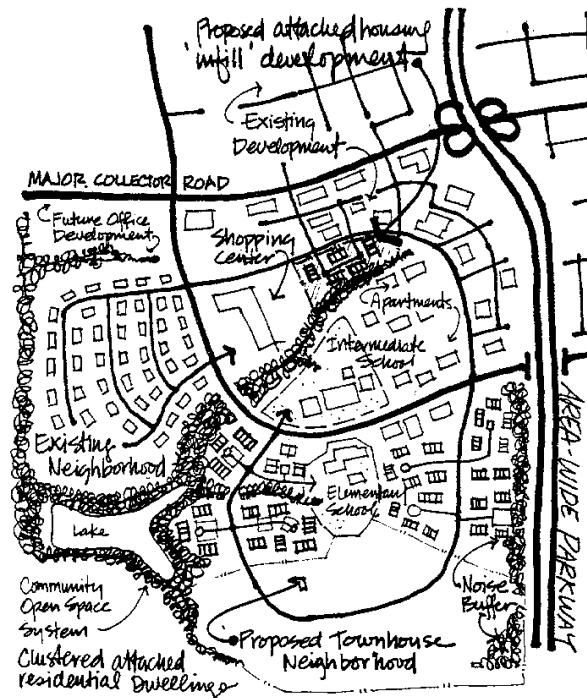 Proposed attached housing
'infill' development
Existing
Development
MAJOR COLLECTOR ROAD
Future Office
Development
Shopping
Center
Apartments
Intermediate
School
Existing
Neighborhood
Elementary
School
Lake
AREA-WIDE PARKWAY
Community
Open Space
System
Noise
Buffer
Proposed Townhouse
Neighborhood
Clustered attached
residential Dwellings